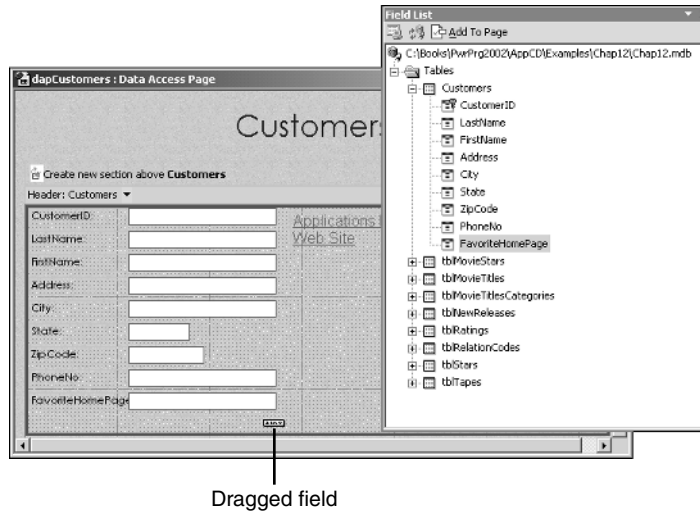 Field List
Add To Page
C:\Books\PwrPrg2002\AppCD\Examples\Chap12\Chap12.mdb
Tables
Customers
CustomerID
LastName
FirstName
Address
City
State
ZipCode
PhoneNo
FavoriteHomePage
tblMovieStars
tblMovieTitles
tblMovieTitlesCategories
tblNewReleases
tblRatings
tblRelationCodes
tblStars
tblTapes
dapCustomers : Data Access Page
Customers
Create new section above Customers
Header: Customers
CustomerID:
LastName:
FirstName:
Address:
City:
State:
ZipCode:
PhoneNo:
FavoriteHomePage
Applications
Web Site
Dragged field